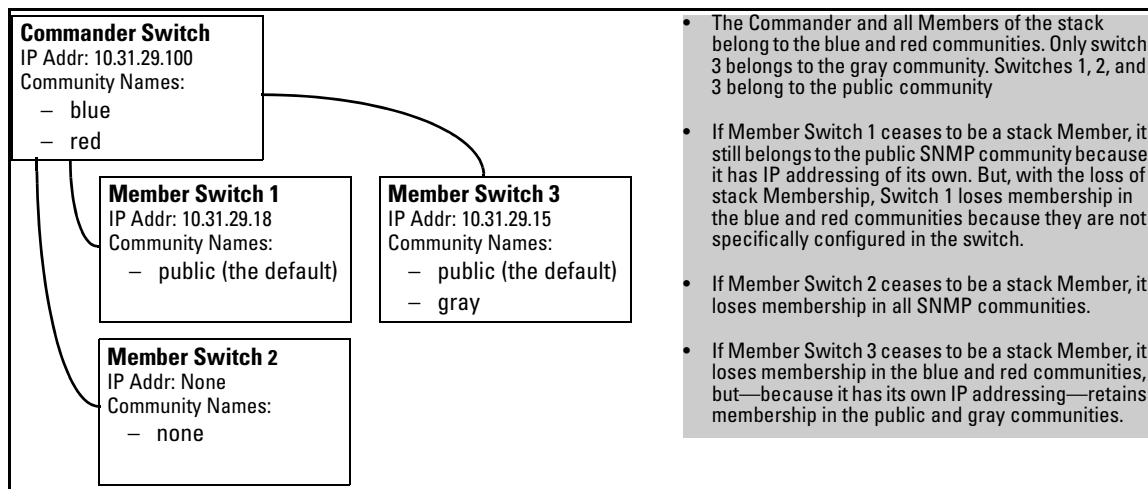 Commander Switch
IP Addr: 10.31.29.100
Community Names:
– blue
– red
Member Switch 1
IP Addr: 10.31.29.18
Community Names:
– public (the default)
Member Switch 3
IP Addr: 10.31.29.15
Community Names:
– public (the default)
– gray
Member Switch 2
IP Addr: None
Community Names:
– none
• The Commander and all Members of the stack
belong to the blue and red communities. Only switch
3 belongs to the gray community. Switches 1, 2, and
3 belong to the public community
• If Member Switch 1 ceases to be a stack Member, it
still belongs to the public SNMP community because
it has IP addressing of its own. But, with the loss of
stack Membership, Switch 1 loses membership in
the blue and red communities because they are not
specifically configured in the switch.
• If Member Switch 2 ceases to be a stack Member, it
loses membership in all SNMP communities.
• If Member Switch 3 ceases to be a stack Member, it
loses membership in the blue and red communities,
but—because it has its own IP addressing—retains
membership in the public and gray communities.